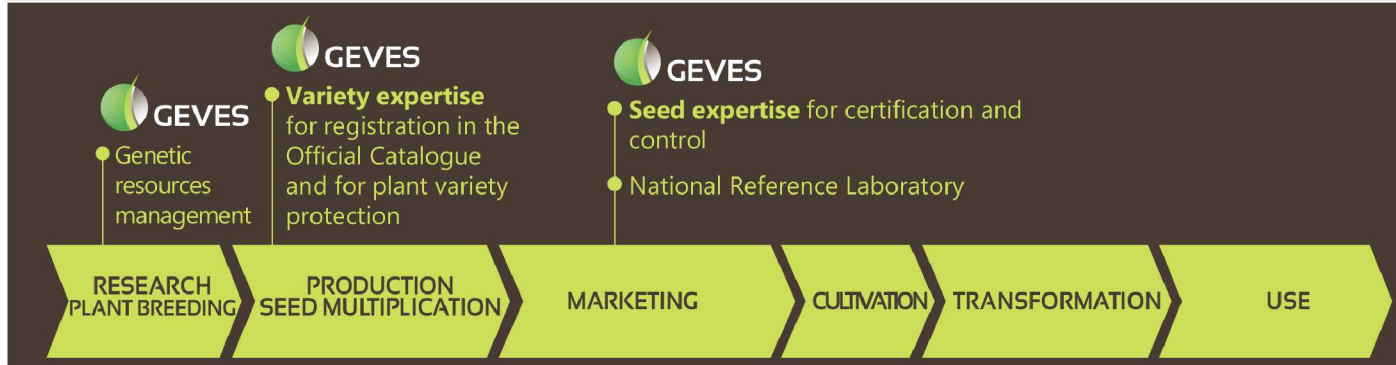 GEVES
Genetic
resources
management
GEVES
Variety expertise
for registration in the
Official Catalogue
and for plant variety
protection
GEVES
Seed expertise for certification and
control
National Reference Laboratory
RESEARCH
PLANT BREEDING
PRODUCTION
SEED MULTIPLICATION
MARKETING
CULTIVATION
TRANSFORMATION
USE